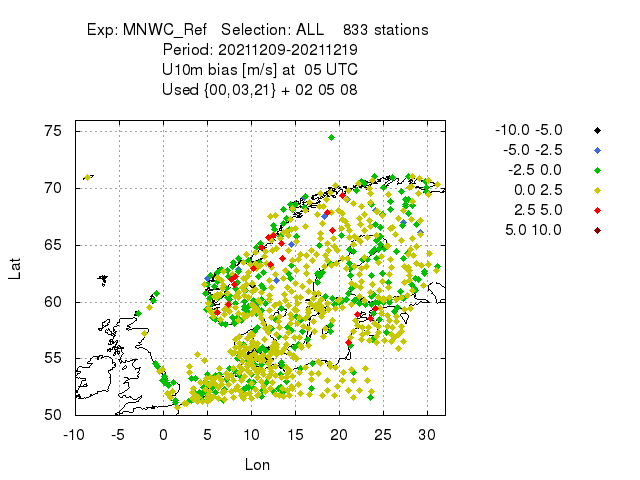 Exp: MNWC_Ref   Selection: ALL    833 stations
Period: 20211209-20211219
U10m bias [m/s] at  05 UTC
Used {00,03,21} + 02 05 08
75
70
65
60
55
50
Lat
-10 -5 0 5 10 15 20 25 30
Lon
-10.0 -5.0
-5.0 -2.5
-2.5 0.0
0.0 2.5
2.5 5.0
5.0 10.0